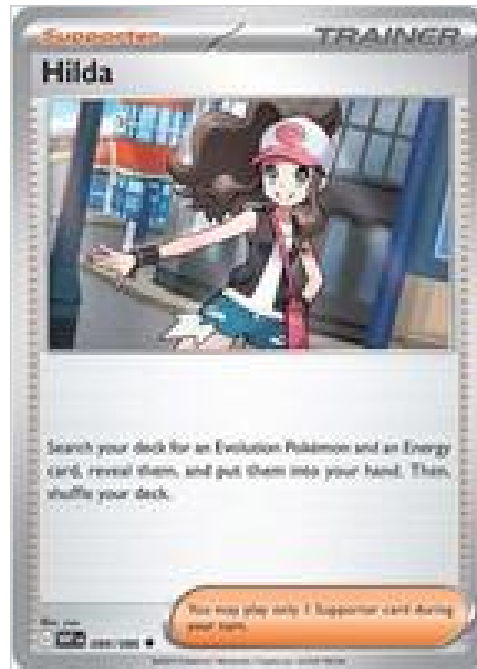 Supporter
TRAINER
Hilda
Search your deck for an Evolution Pokémon and an Energy
card, reveal them, and put them into your hand. Then,
shuffle your deck.
You may play only 1 Supporter card during
your turn.